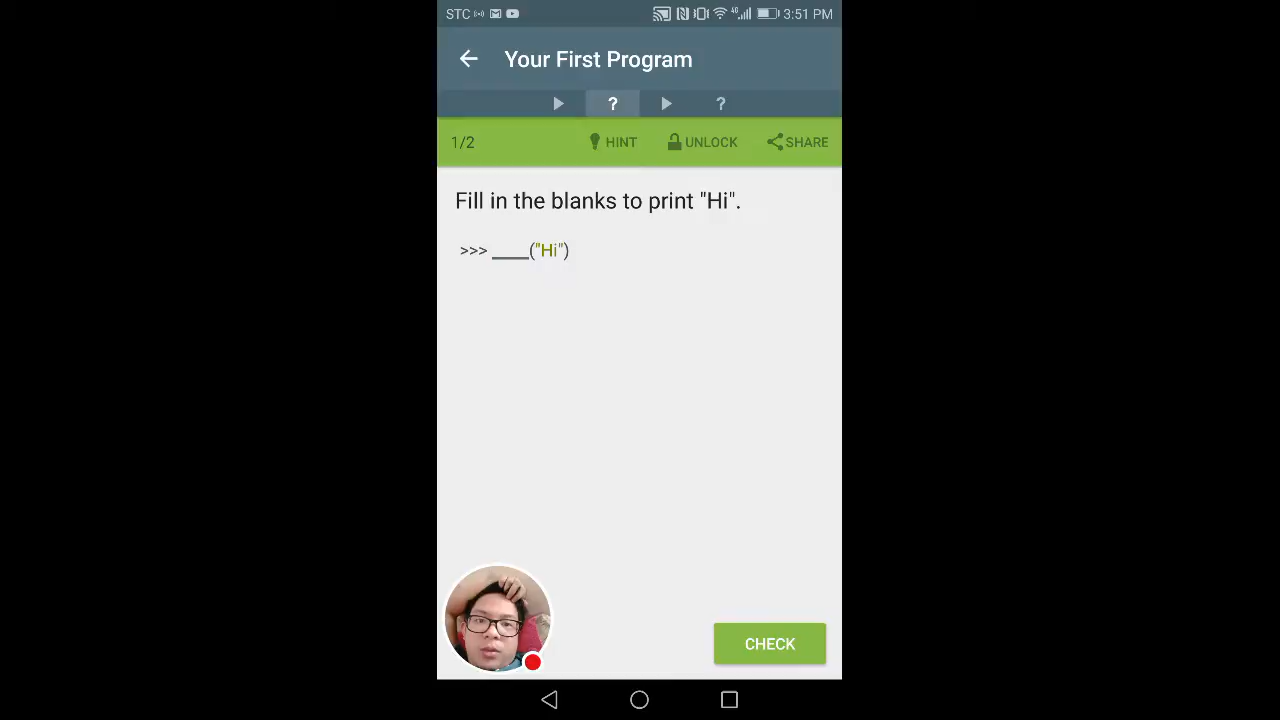 STC 4G 3:51 PM
Your First Program
?
?
1/2 HINT UNLOCK SHARE
Fill in the blanks to print "Hi".
>>> ____("Hi")
CHECK